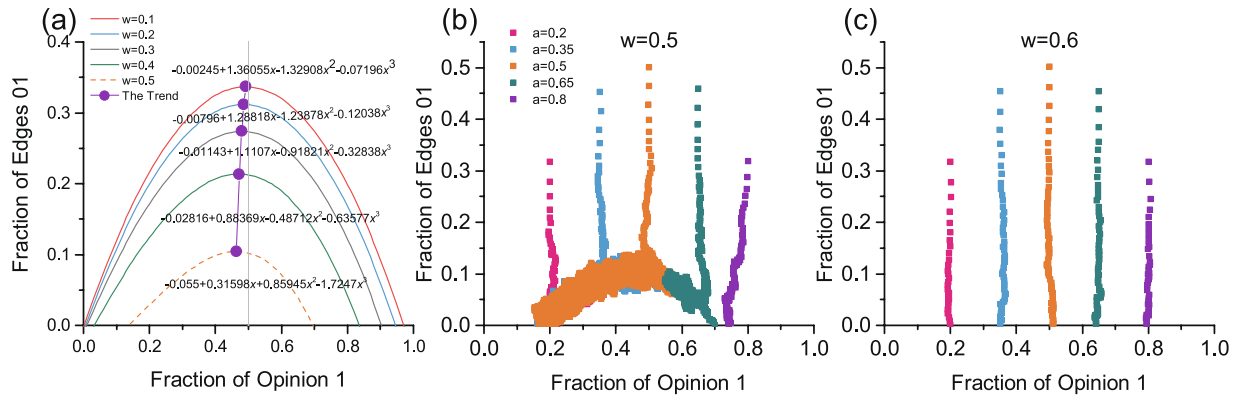 (a)
w=0.1
w=0.2
w=0.3
w=0.4
w=0.5
The Trend
-0.00245+1.36055x-1.32908x²-0.07196x³
-0.00796+1.28818x-1.23878x²-0.12038x³
-0.01143+1.1107x-0.91821x²-0.32838x³
-0.02816+0.88369x-0.48712x²-0.63577x³
-0.055+0.31598x+0.85945x²-1.7247x³
0.4
0.3
0.2
0.1
0.0
Fraction of Edges 01
0.0 0.2 0.4 0.6 0.8 1.0
Fraction of Opinion 1
(b)
w=0.5
a=0.2
a=0.35
a=0.5
a=0.65
a=0.8
0.5
0.4
0.3
0.2
0.1
0.0
Fraction of Edges 01
0.0 0.2 0.4 0.6 0.8 1.0
Fraction of Opinion 1
(c)
w=0.6
0.5
0.4
0.3
0.2
0.1
0.0
Fraction of Edges 01
0.0 0.2 0.4 0.6 0.8 1.0
Fraction of Opinion 1